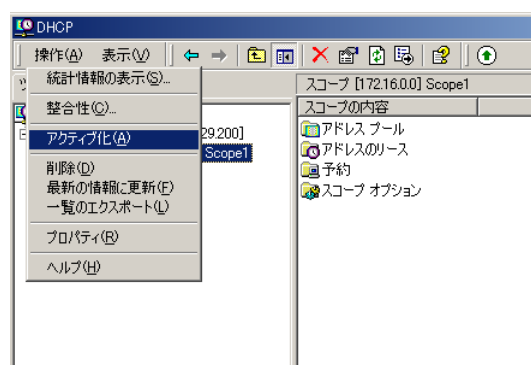 DHCP
操作(A) 表示(V)
統計情報の表示(S)...
整合性(C)...
アクティブ化(A)
削除(D)
最新の情報に更新(F)
一覧のエクスポート(L)
プロパティ(R)
ヘルプ(H)
29.200]
Scope1
スコープ [172.16.0.0] Scope1
スコープの内容
アドレス プール
アドレスのリース
予約
スコープ オプション